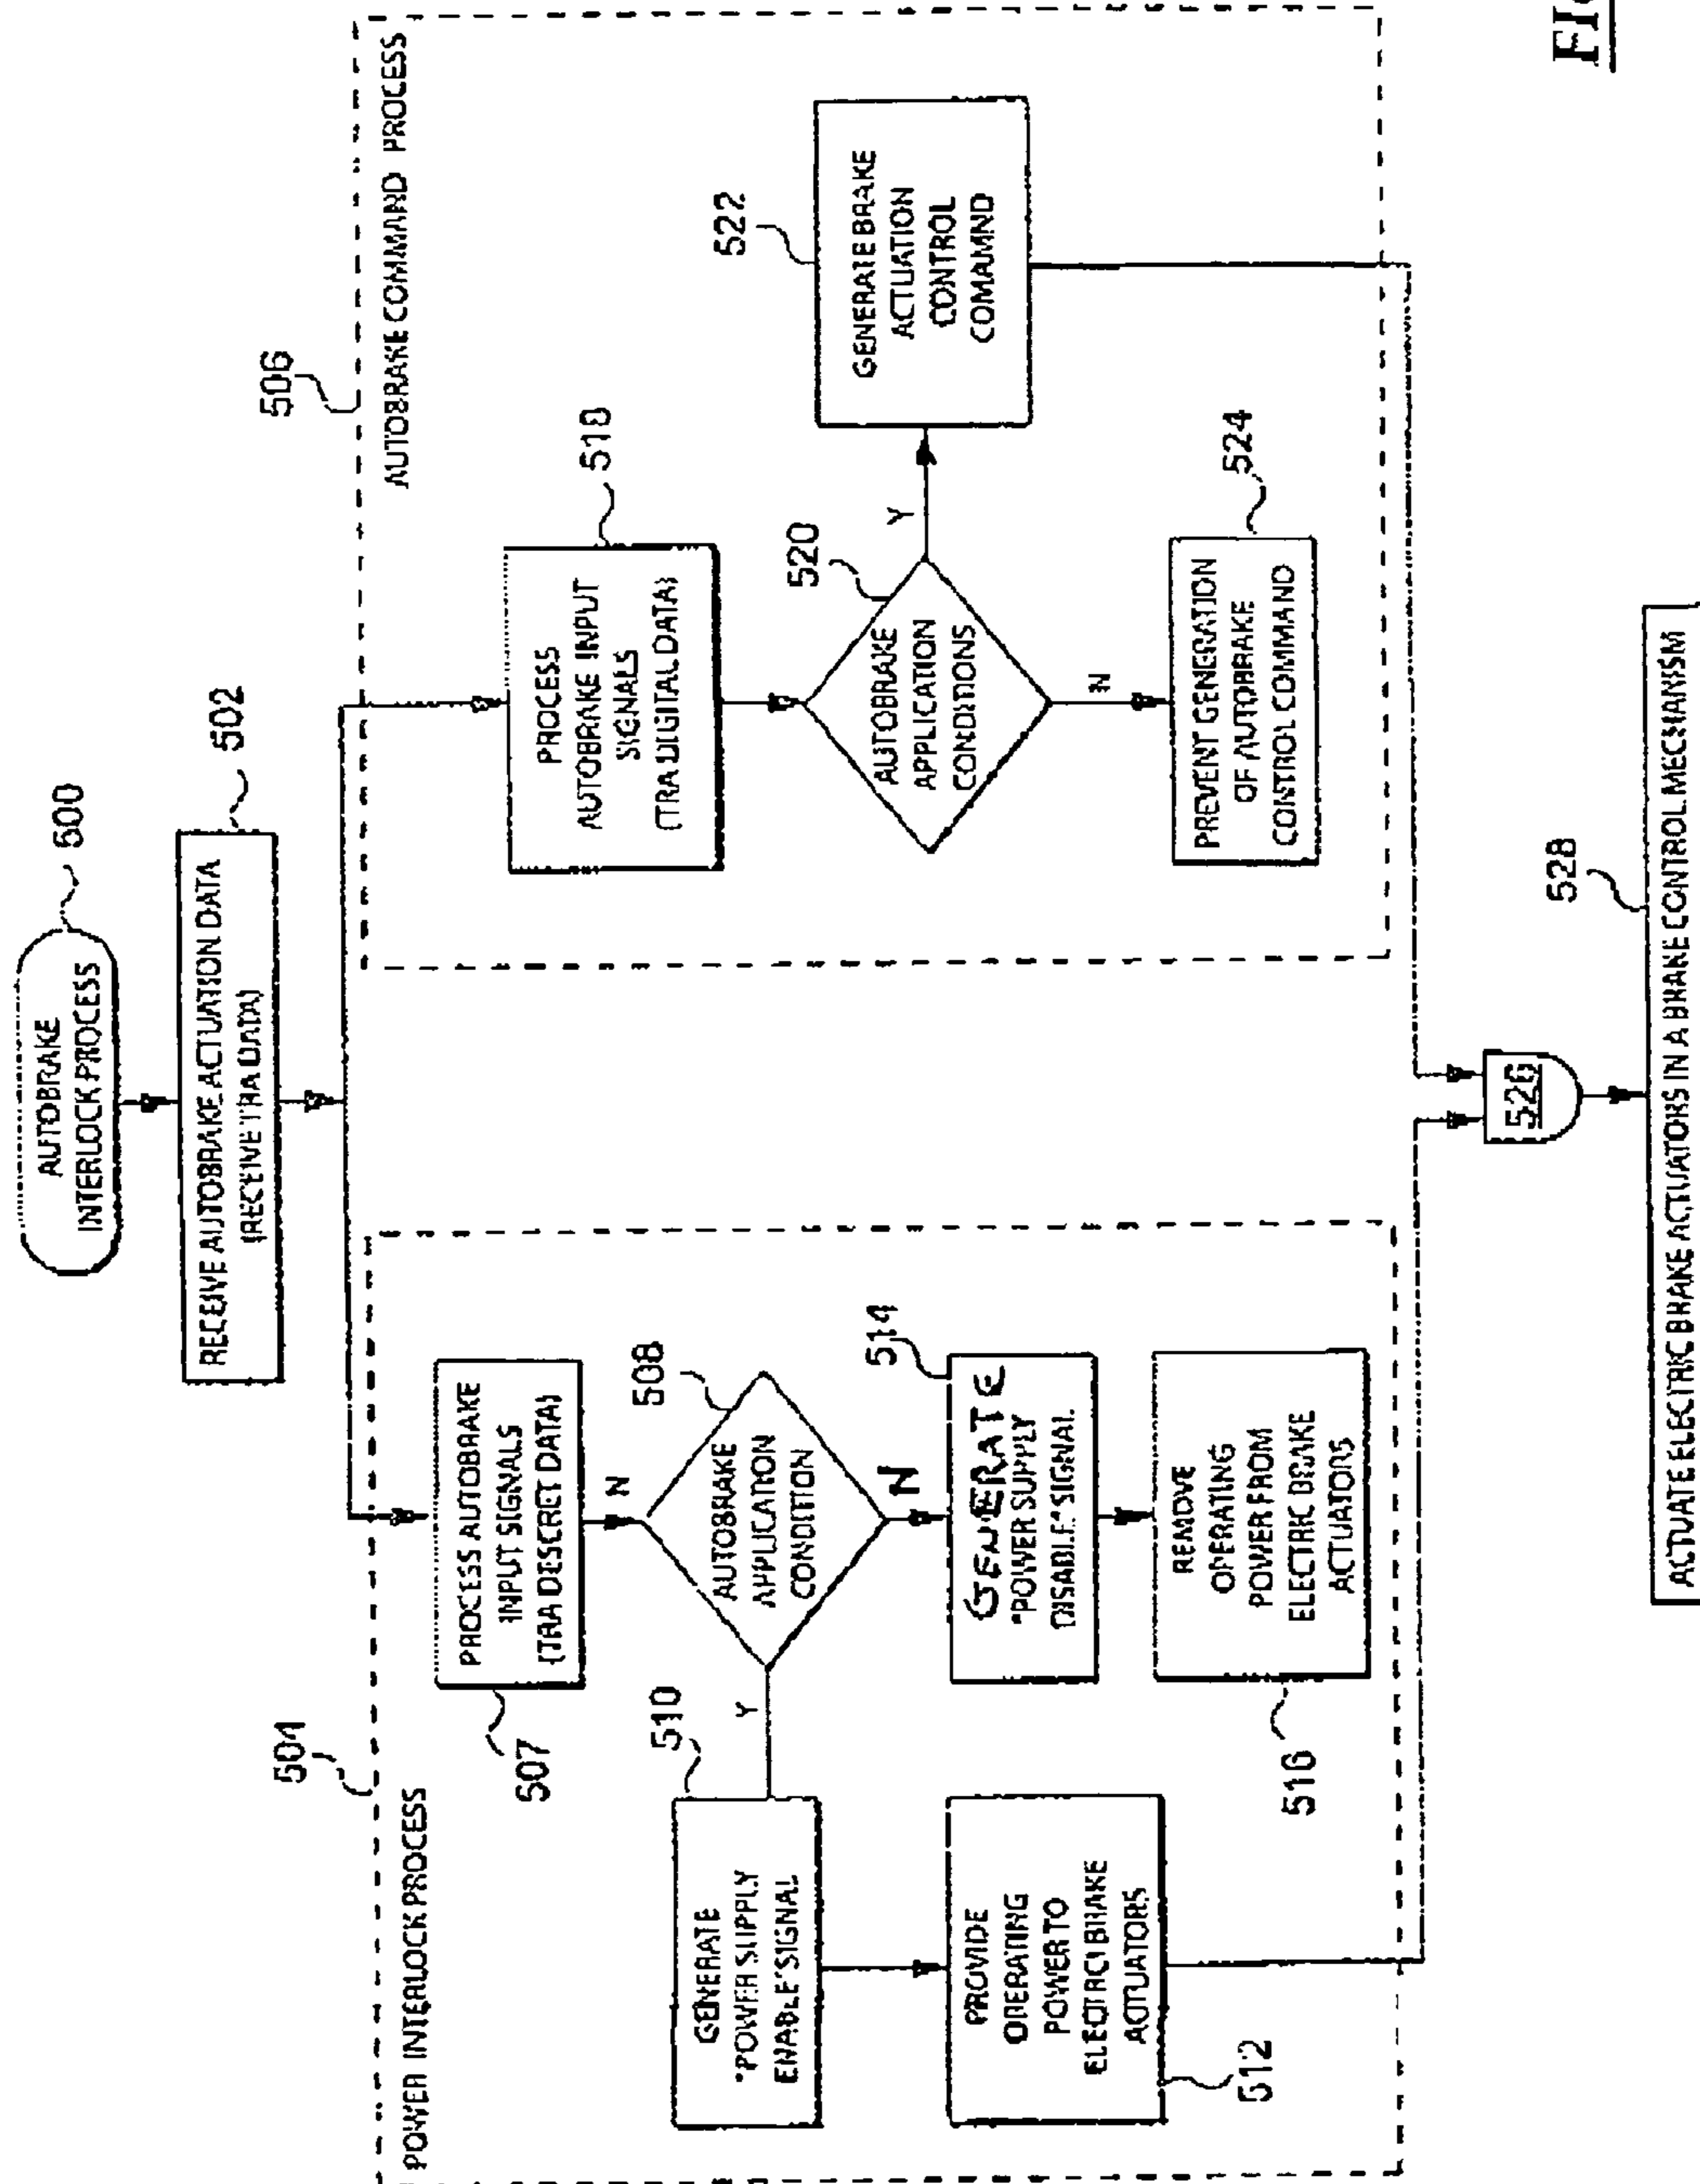 500
AUTOBRAKE
INTERLOCK PROCESS
502
RECEIVE AUTOBRAKE ACTUATION DATA
(RECEIVE TRA DATA)
504
POWER INTERLOCK PROCESS
507
PROCESS AUTOBRAKE
INPUT SIGNALS
(TRA DESCRET DATA)
N
508
AUTOBRAKE
APPLICATION
CONDITION
Y
N
510
GENERATE
"POWER SUPPLY
ENABLE" SIGNAL
514
GENERATE
"POWER SUPPLY
DISABLE" SIGNAL
PROVIDE
OPERATING
POWER TO
ELECTRCI BRAKE
ACTUATORS
512
REMOVE
OPERATING
POWER FROM
ELECTRIC BRAKE
ACTUATORS
516
506
AUTOBRAKE COMMAND PROCESS
518
PROCESS
AUTOBRAKE INPUT
SIGNALS
(TRA DIGITAL DATA)
520
AUTOBRAKE
APPLICATION
CONDITIONS
Y
N
522
GENERATE BRAKE
ACTUATION
CONTROL
COMAMND
524
PREVENT GENERATION
OF AUTOBRAKE
CONTROL COMMAND
526
528
ACTUATE ELECTRIC BRAKE ACTUATORS IN A BRAKE CONTROL MECHANISM